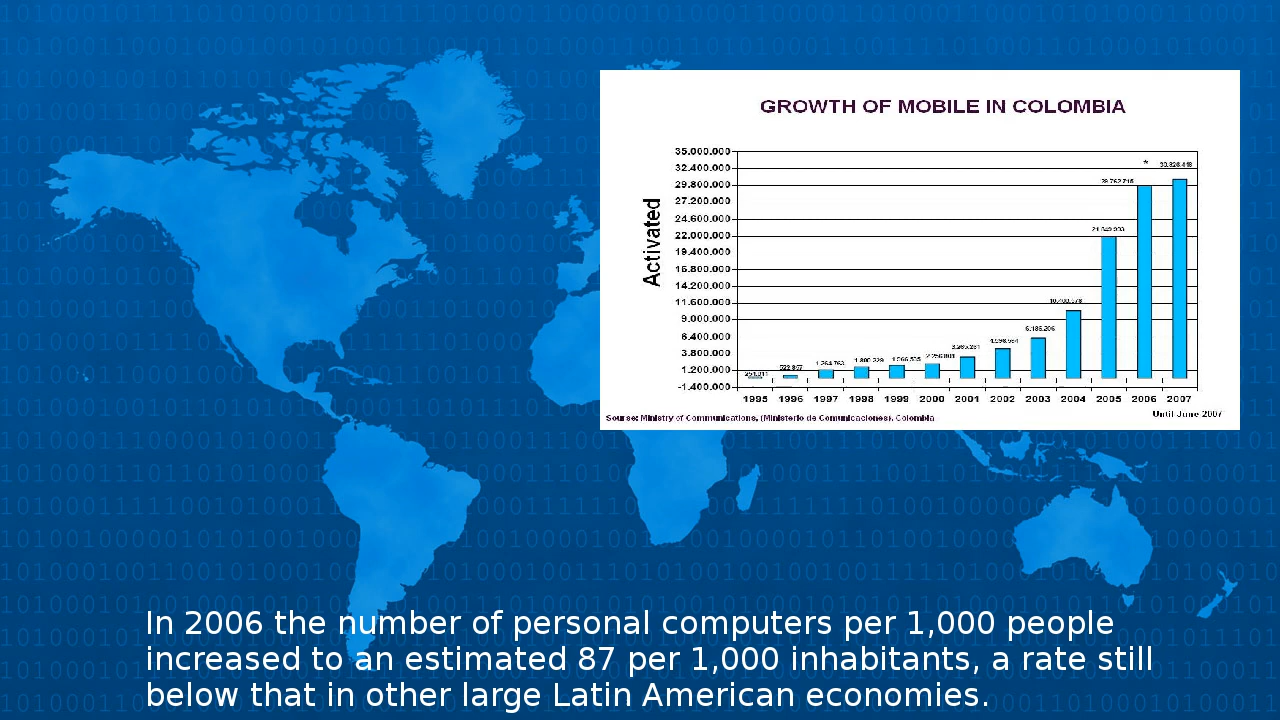 GROWTH OF MOBILE IN COLOMBIA
35.000.000
32.400.000
29.800.000
27.200.000
24.600.000
22.000.000
19.400.000
16.800.000
14.200.000
11.600.000
9.000.000
6.400.000
3.800.000
1.200.000
-1.400.000
Activated
*
1995 1996 1997 1998 1999 2000 2001 2002 2003 2004 2005 2006 2007
Until June 2007
Sourse: Ministry of Communications, (Ministerio de Comunicaciones). Colombia
In 2006 the number of personal computers per 1,000 people
increased to an estimated 87 per 1,000 inhabitants, a rate still
below that in other large Latin American economies.